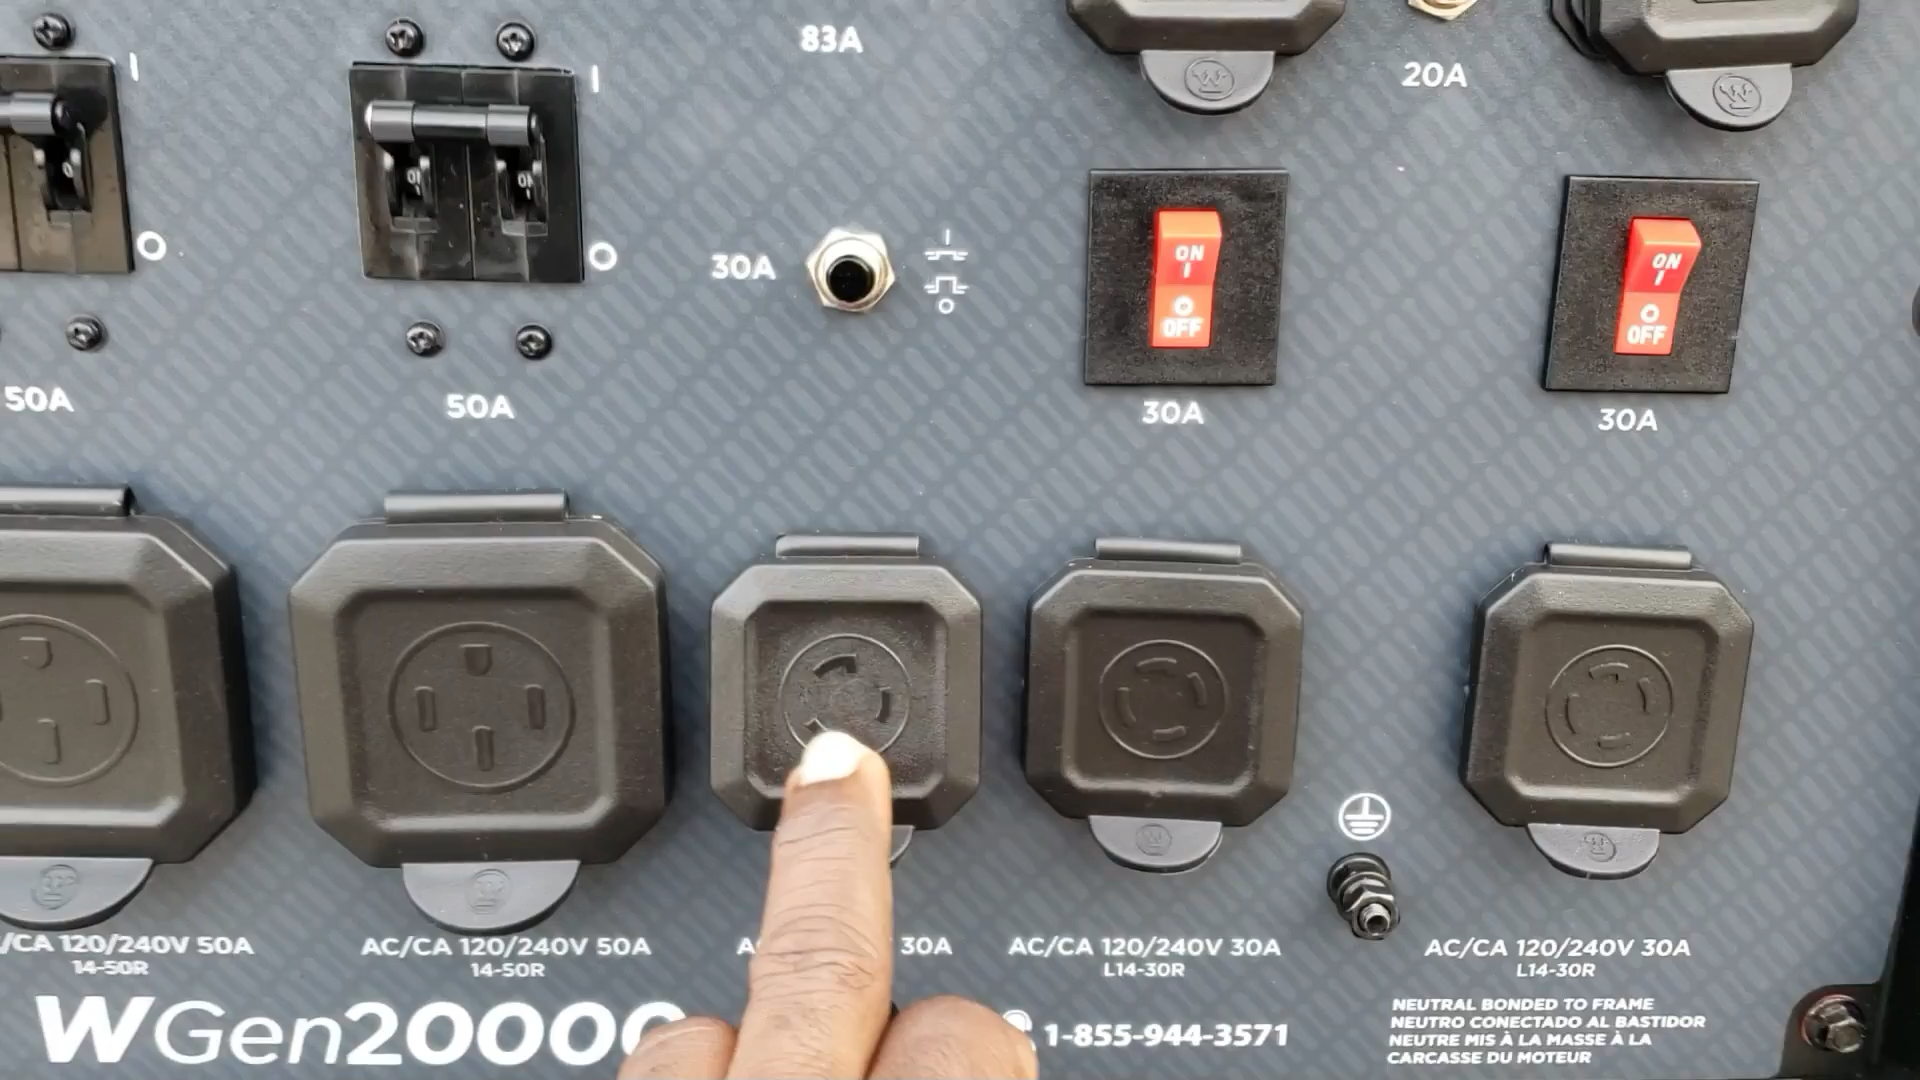 83A
20A
30A
ON
OFF
ON
OFF
50A
50A
30A
30A
/CA 120/240V 50A
14-50R
AC/CA 120/240V 50A
14-50R
30A
AC/CA 120/240V 30A
L14-30R
AC/CA 120/240V 30A
L14-30R
WGen20000
1-855-944-3571
NEUTRAL BONDED TO FRAME
NEUTRO CONECTADO AL BASTIDOR
NEUTRE MIS À LA MASSE À LA
CARCASSE DU MOTEUR